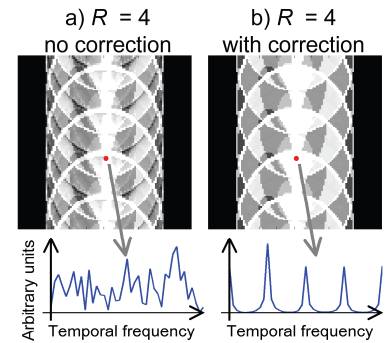 a) R = 4
no correction
b) R = 4
with correction
Arbitrary units
Temporal frequency
Temporal frequency